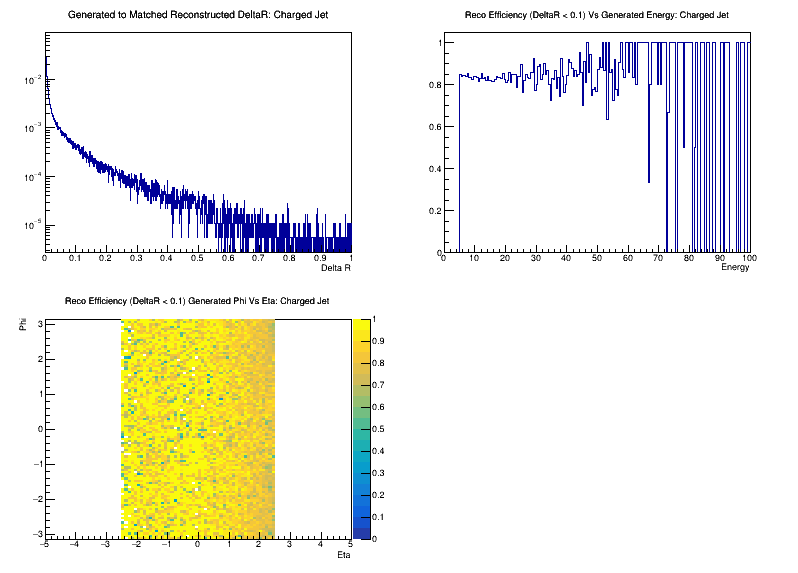 Generated to Matched Reconstructed DeltaR: Charged Jet
10⁻²
10⁻³
10⁻⁴
10⁻⁵
0 0.1 0.2 0.3 0.4 0.5 0.6 0.7 0.8 0.9 1
Delta R
Reco Efficiency (DeltaR < 0.1) Vs Generated Energy: Charged Jet
1
0.8
0.6
0.4
0.2
0
0 10 20 30 40 50 60 70 80 90 100
Energy
Reco Efficiency (DeltaR < 0.1) Generated Phi Vs Eta: Charged Jet
Phi
3
2
1
0
−1
−2
−3
−5 −4 −3 −2 −1 0 1 2 3 4 5
Eta
1
0.9
0.8
0.7
0.6
0.5
0.4
0.3
0.2
0.1
0